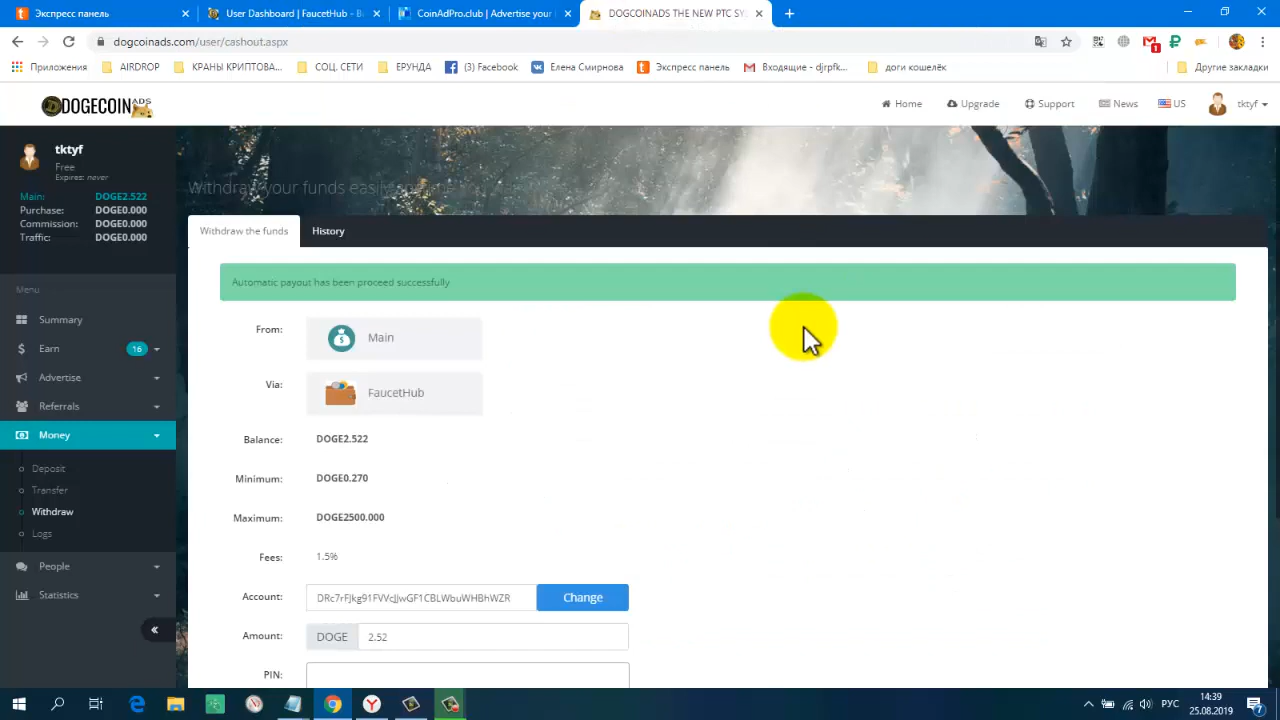 Экспресс панель
User Dashboard | FaucetHub - B
CoinAdPro.club | Advertise your
DOGCOINADS THE NEW PTC SY
dogcoinads.com/user/cashout.aspx
Приложения
AIRDROP
КРАНЫ КРИПТОВА...
СОЦ. СЕТИ
ЕРУНДА
(3) Facebook
Елена Смирнова
Экспресс панель
Входящие - djrpfk...
доги кошелёк
Другие закладки
DOGECOIN ADS
Home
Upgrade
Support
News
US
tktyf
tktyf
Free
Expires: never
Main: DOGE2.522
Purchase: DOGE0.000
Commission: DOGE0.000
Traffic: DOGE0.000
Menu
Summary
Earn 16
Advertise
Referrals
Money
Deposit
Transfer
Withdraw
Logs
People
Statistics
Withdraw your funds easily
Withdraw the funds
History
Automatic payout has been proceed successfully
From: Main
Via: FaucetHub
Balance: DOGE2.522
Minimum: DOGE0.270
Maximum: DOGE2500.000
Fees: 1.5%
Account:
Change
Amount: DOGE 2.52
PIN:
РУС
14:39
25.08.2019